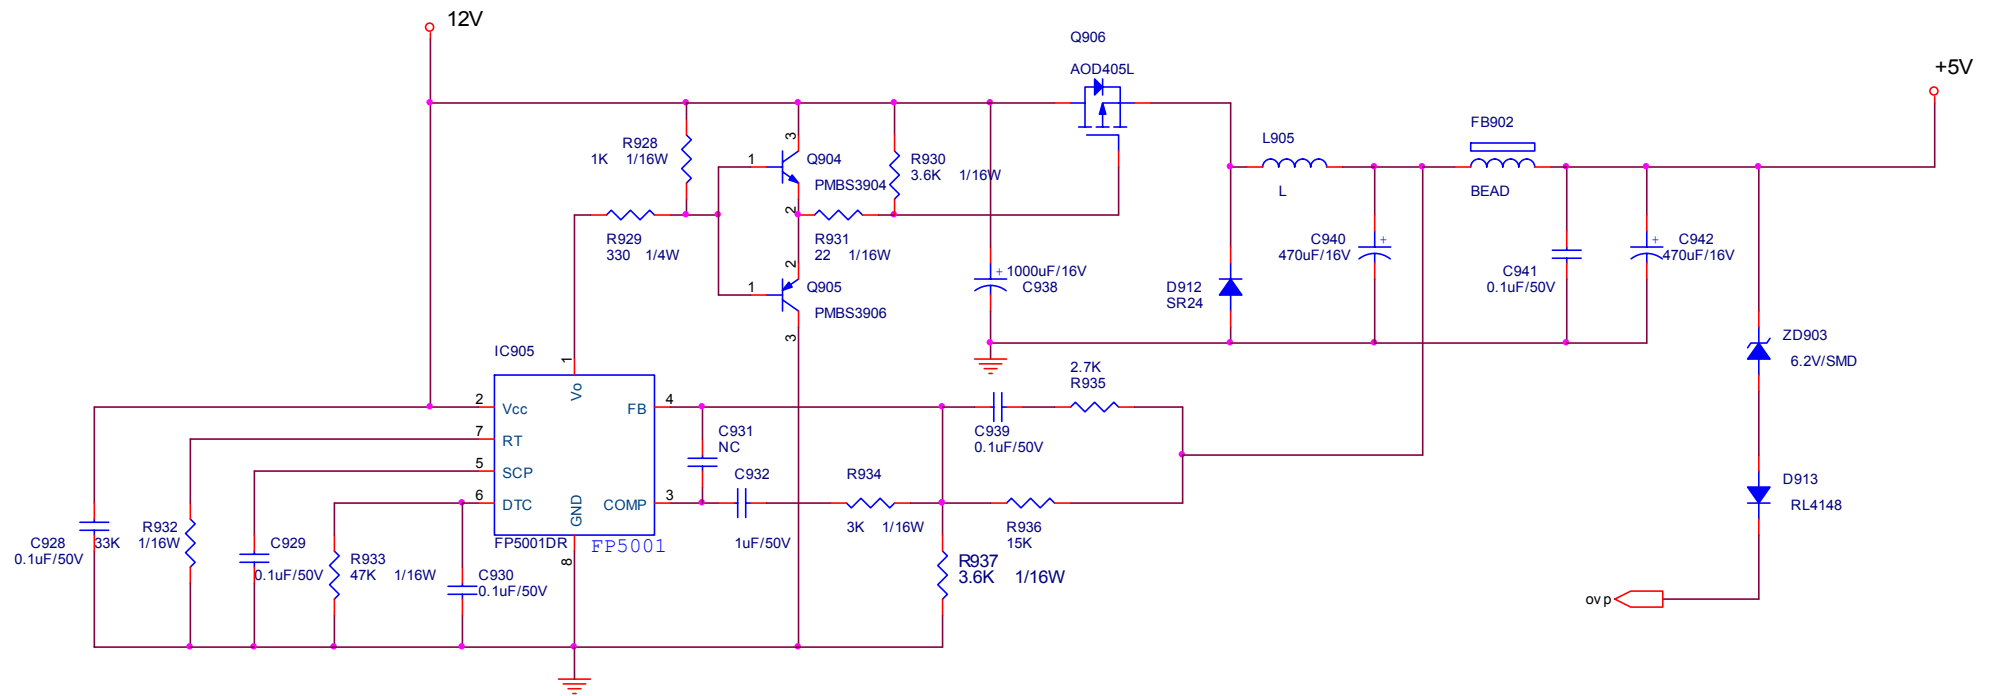 12V
Q906
AOD405L
+5V
R928
1K 1/16W
3
1
Q904
PMBS3904
2
R930
3.6K 1/16W
L905
L
FB902
BEAD
R929
330 1/4W
R931
22 1/16W
2
1
Q905
PMBS3906
3
+
1000uF/16V
C938
D912
SR24
C940
470uF/16V
+
C941
0.1uF/50V
+
C942
470uF/16V
ZD903
6.2V/SMD
IC905
1
Vo
2
Vcc
7
RT
5
SCP
6
DTC
GND
8
FB
4
COMP
3
FP5001DR
FP5001
C931
NC
C932
1uF/50V
R934
3K 1/16W
C939
0.1uF/50V
2.7K
R935
R936
15K
R937
3.6K 1/16W
D913
RL4148
ovp
C928
0.1uF/50V
33K
R932
1/16W
C929
0.1uF/50V
R933
47K 1/16W
C930
0.1uF/50V